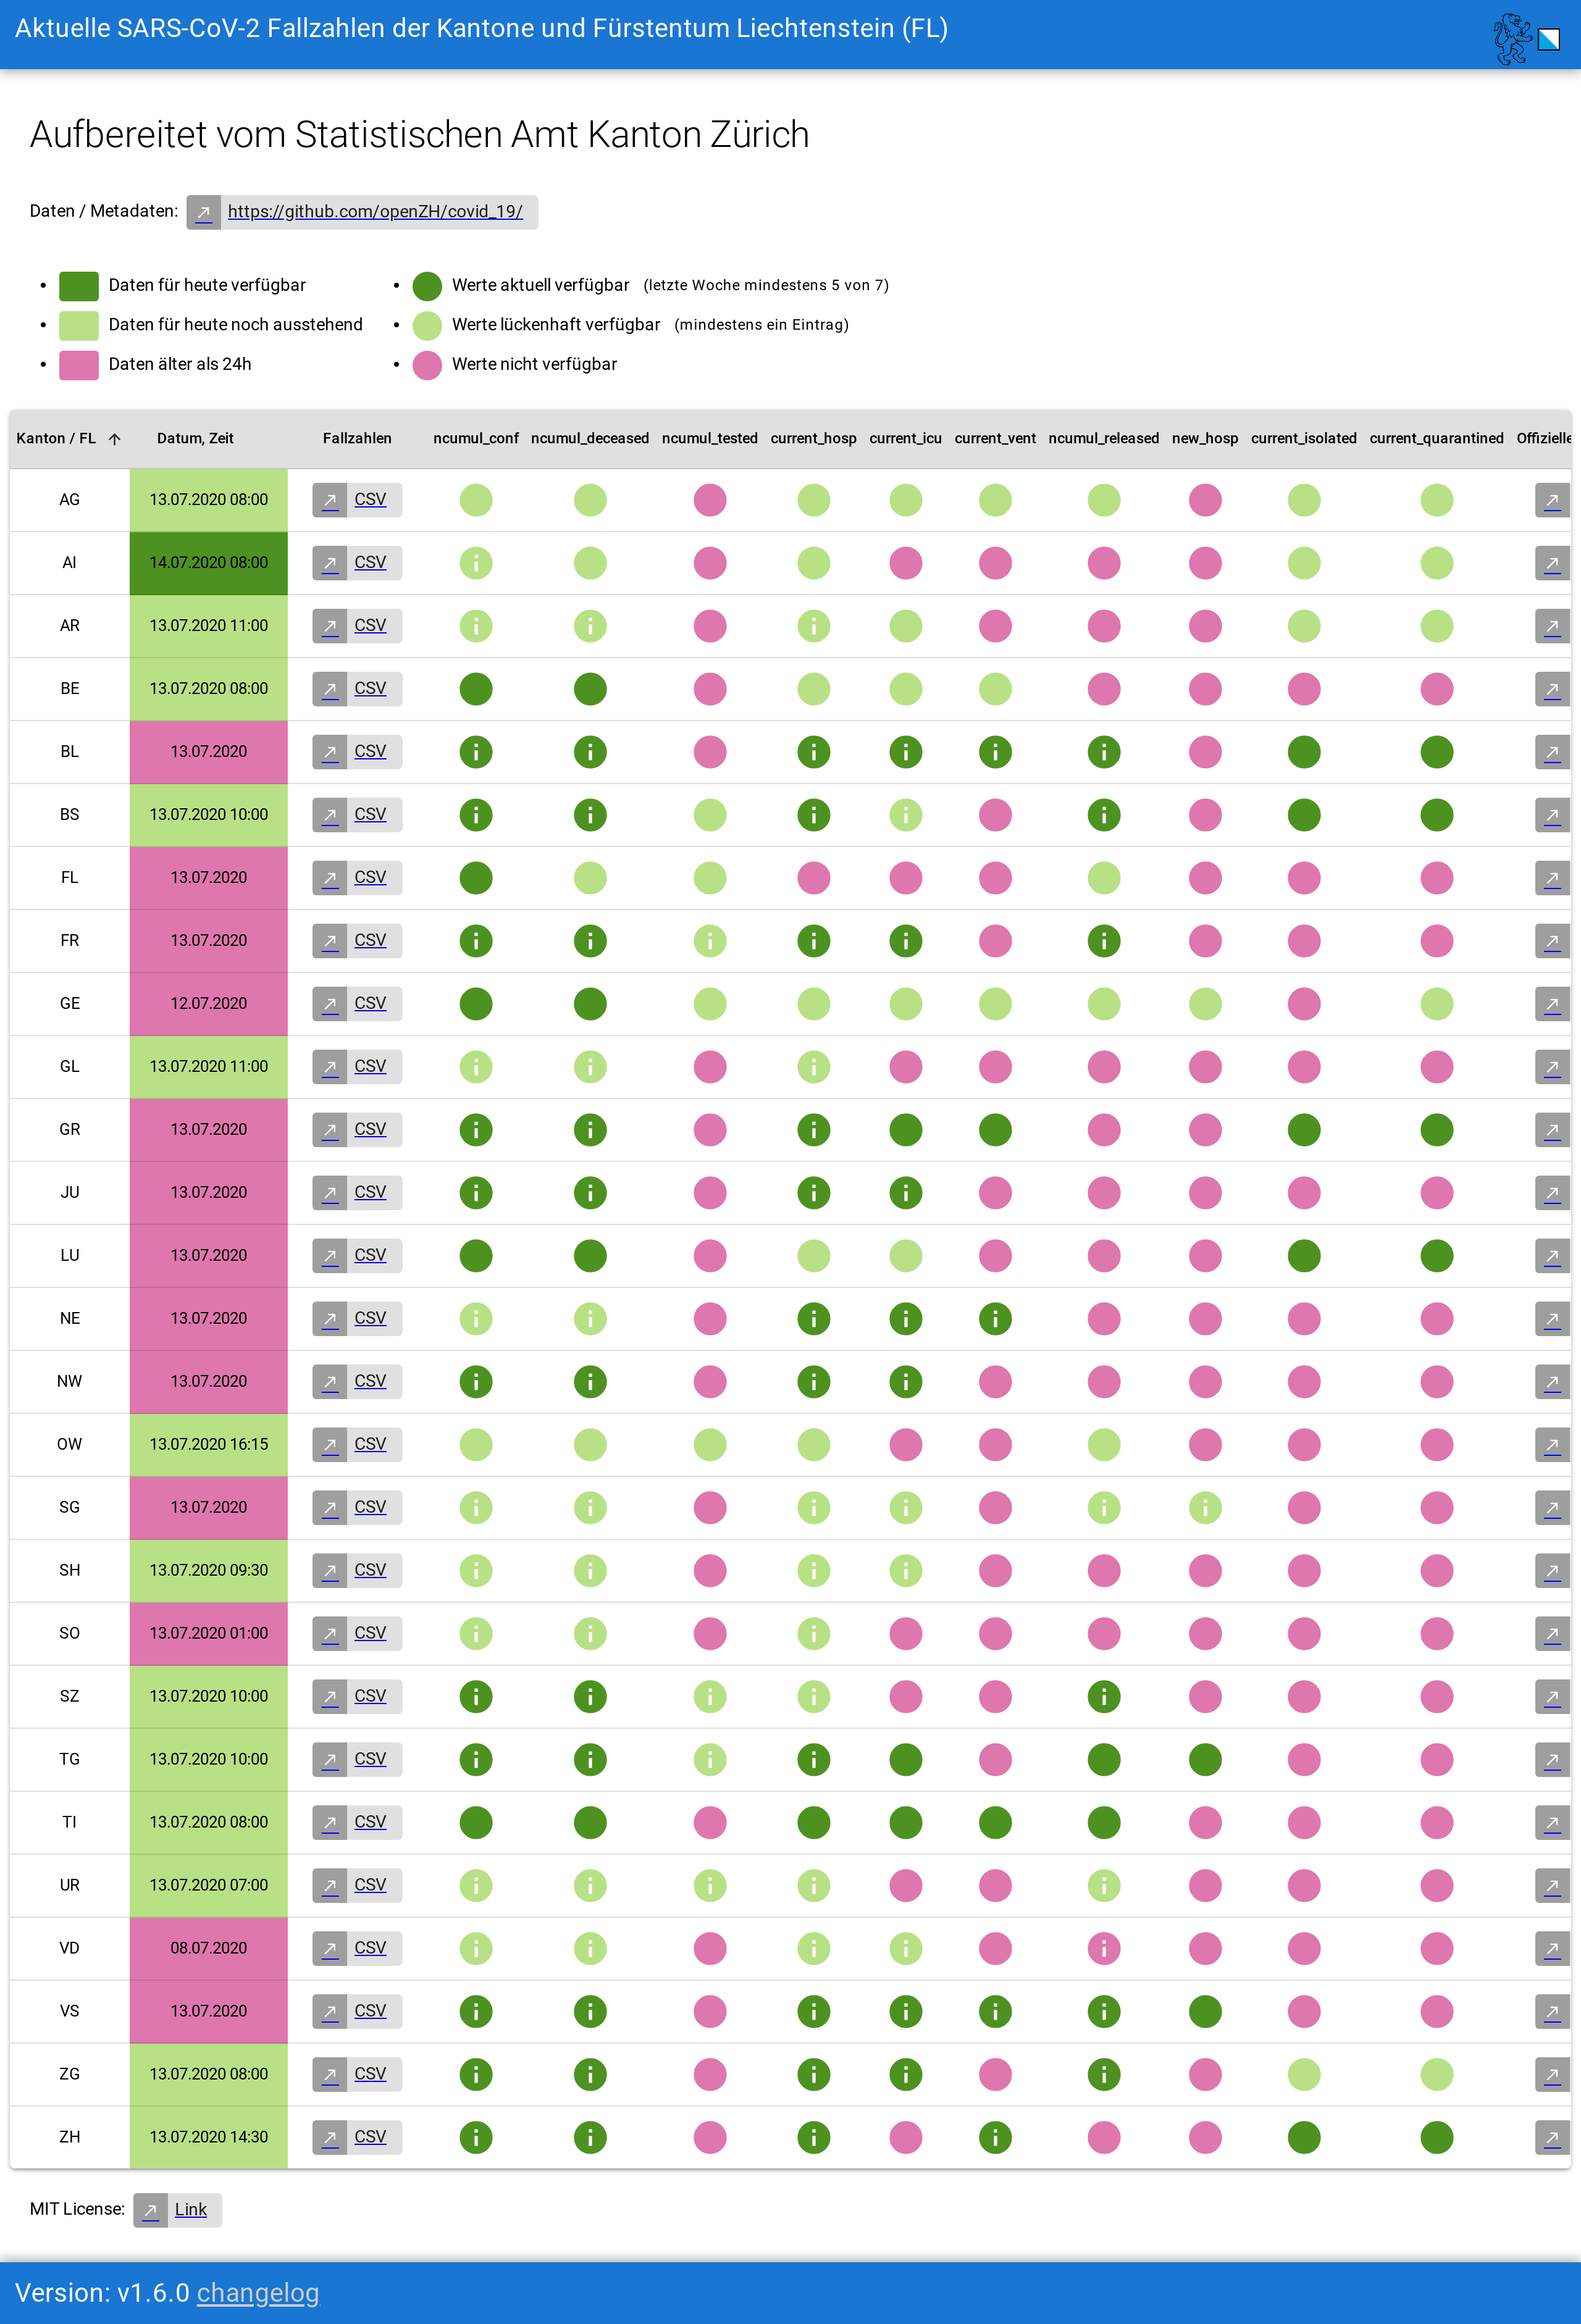 Aktuelle SARS-CoV-2 Fallzahlen der Kantone und Fürstentum Liechtenstein (FL)
Aufbereitet vom Statistischen Amt Kanton Zürich
Daten / Metadaten: https://github.com/openZH/covid_19/
Daten für heute verfügbar
Daten für heute noch ausstehend
Daten älter als 24h
Werte aktuell verfügbar (letzte Woche mindestens 5 von 7)
Werte lückenhaft verfügbar (mindestens ein Eintrag)
Werte nicht verfügbar
Kanton / FL Datum, Zeit Fallzahlen ncumul_conf ncumul_deceased ncumul_tested current_hosp current_icu current_vent ncumul_released new_hosp current_isolated current_quarantined Offizielle
AG 13.07.2020 08:00 CSV
AI 14.07.2020 08:00 CSV
AR 13.07.2020 11:00 CSV
BE 13.07.2020 08:00 CSV
BL 13.07.2020 CSV
BS 13.07.2020 10:00 CSV
FL 13.07.2020 CSV
FR 13.07.2020 CSV
GE 12.07.2020 CSV
GL 13.07.2020 11:00 CSV
GR 13.07.2020 CSV
JU 13.07.2020 CSV
LU 13.07.2020 CSV
NE 13.07.2020 CSV
NW 13.07.2020 CSV
OW 13.07.2020 16:15 CSV
SG 13.07.2020 CSV
SH 13.07.2020 09:30 CSV
SO 13.07.2020 01:00 CSV
SZ 13.07.2020 10:00 CSV
TG 13.07.2020 10:00 CSV
TI 13.07.2020 08:00 CSV
UR 13.07.2020 07:00 CSV
VD 08.07.2020 CSV
VS 13.07.2020 CSV
ZG 13.07.2020 08:00 CSV
ZH 13.07.2020 14:30 CSV
MIT License: Link
Version: v1.6.0 changelog